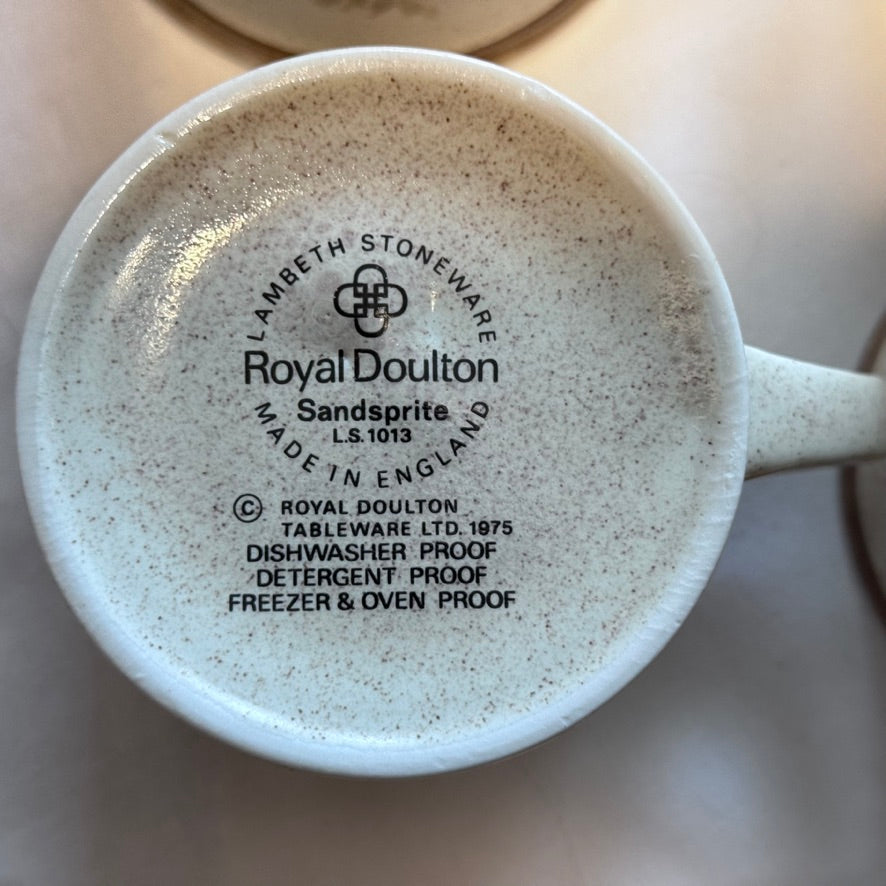 LAMBETH STONEWARE
Royal Doulton
Sandsprite
L.S. 1013
MADE IN ENGLAND
© ROYAL DOULTON
TABLEWARE LTD. 1975
DISHWASHER PROOF
DETERGENT PROOF
FREEZER & OVEN PROOF